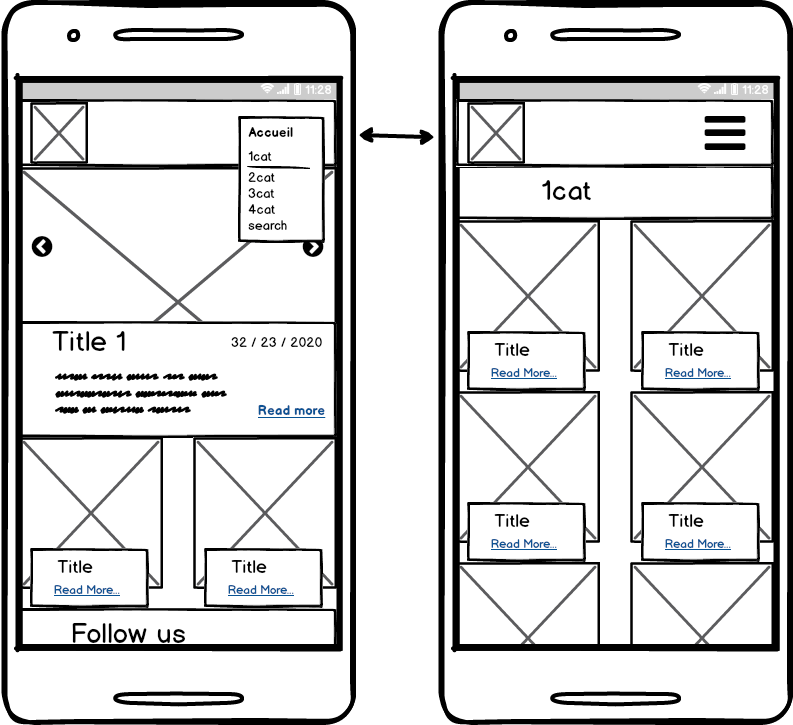 11:28
Accueil
1cat
2cat
3cat
4cat
search
Title 1
32 / 23 / 2020
Read more
Title
Read More...
Title
Read More...
Follow us
11:28
1cat
Title
Read More...
Title
Read More...
Title
Read More...
Title
Read More...